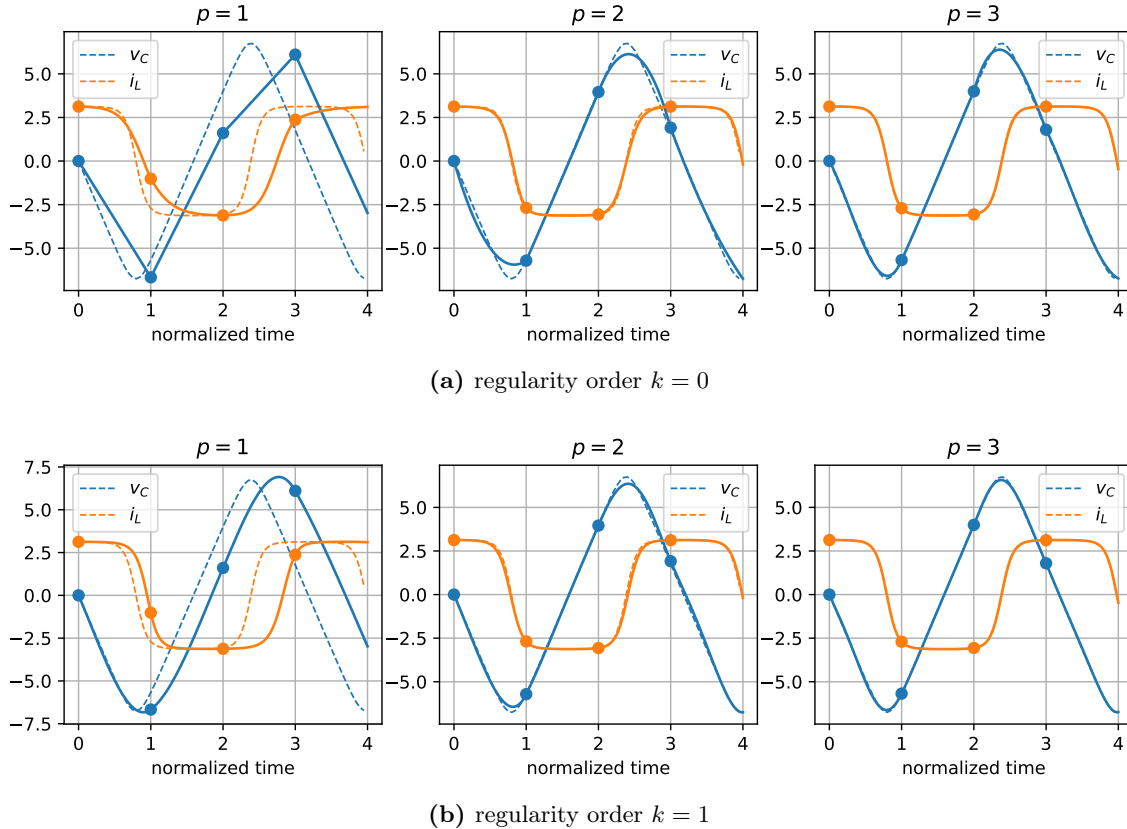 p = 1
p = 2
p = 3
v_C
i_L
v_C
i_L
v_C
i_L
5.0
2.5
0.0
−2.5
−5.0
5.0
2.5
0.0
−2.5
−5.0
5.0
2.5
0.0
−2.5
−5.0
0 1 2 3 4
0 1 2 3 4
0 1 2 3 4
normalized time
normalized time
normalized time
(a) regularity order k = 0
p = 1
p = 2
p = 3
v_C
i_L
v_C
i_L
v_C
i_L
7.5
5.0
2.5
0.0
−2.5
−5.0
−7.5
5.0
2.5
0.0
−2.5
−5.0
5.0
2.5
0.0
−2.5
−5.0
0 1 2 3 4
0 1 2 3 4
0 1 2 3 4
normalized time
normalized time
normalized time
(b) regularity order k = 1